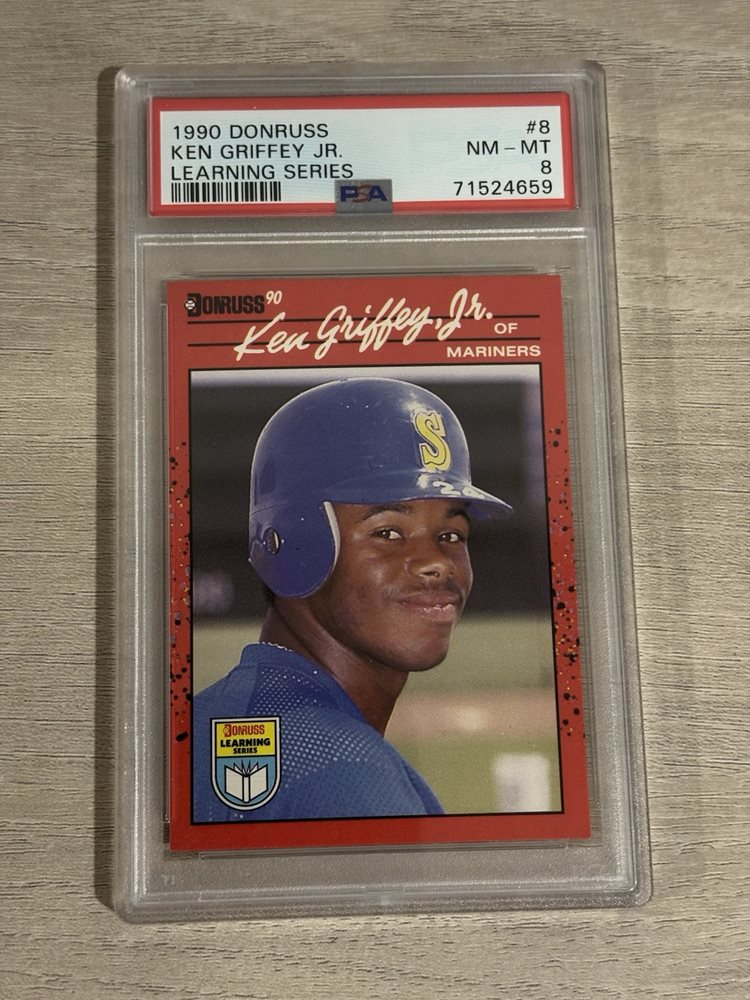 1990 DONRUSS #8
KEN GRIFFEY JR. NM - MT
LEARNING SERIES 8
PSA 71524659
DONRUSS 90
Ken Griffey, Jr. OF
MARINERS
S
DONRUSS
LEARNING
SERIES